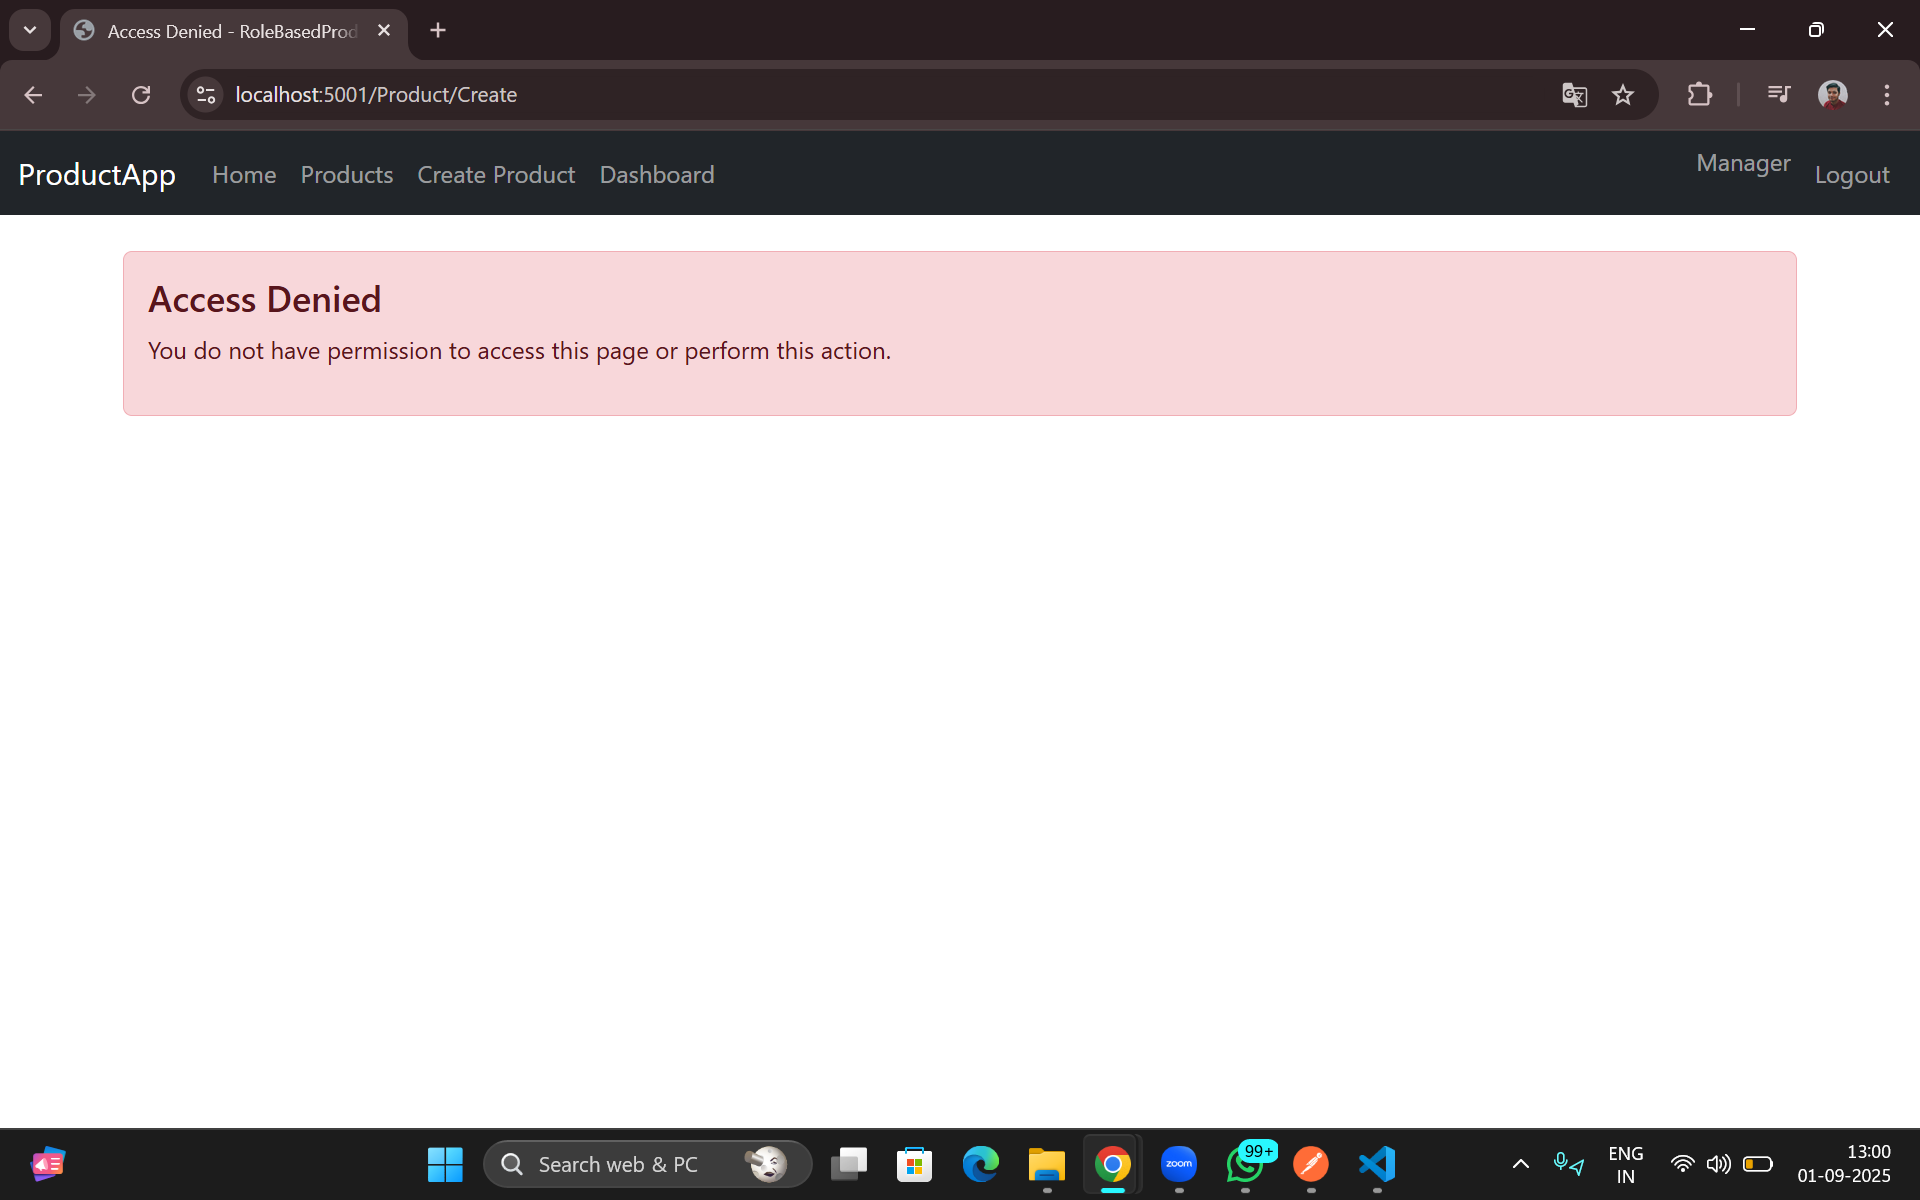 Access Denied - RoleBasedProd
localhost:5001/Product/Create
ProductApp Home Products Create Product Dashboard Manager Logout
Access Denied
You do not have permission to access this page or perform this action.
Search web & PC
zoom
99+
ENG
IN
13:00
01-09-2025